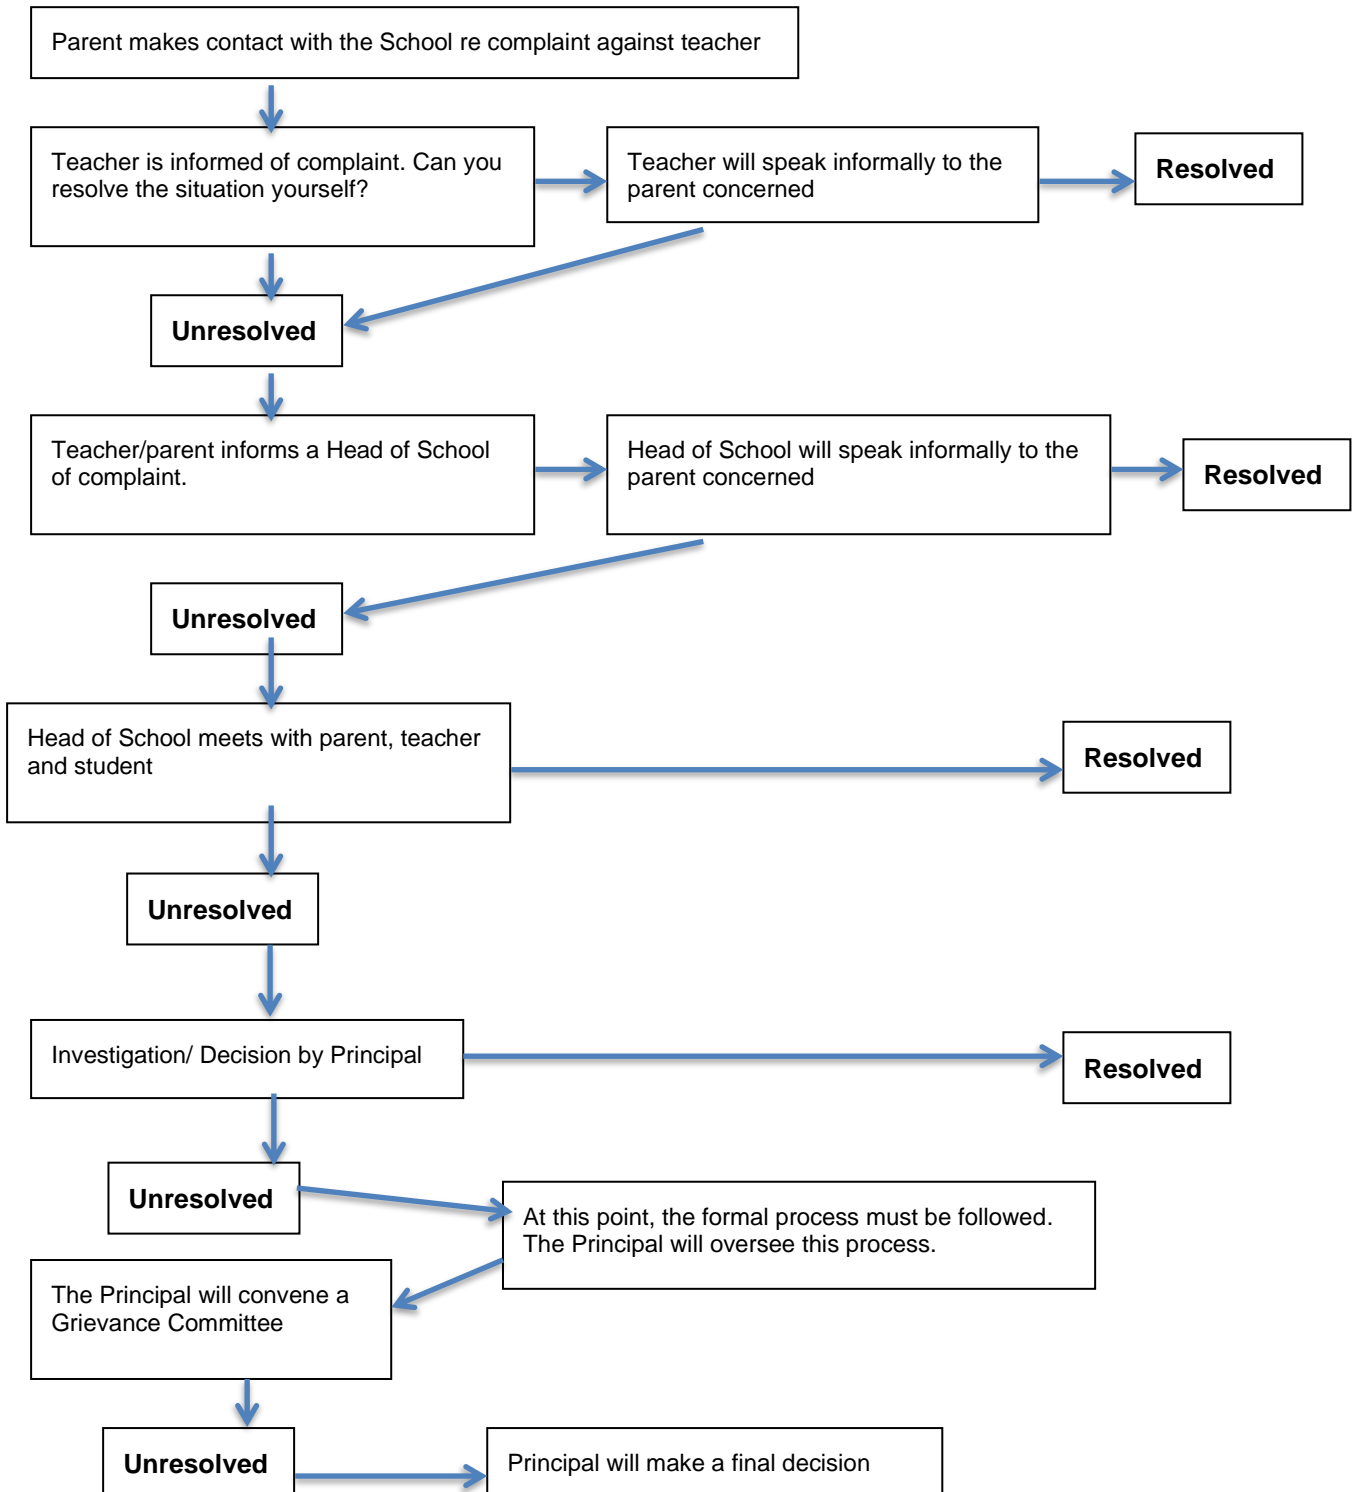 Parent makes contact with the School re complaint against teacher
Teacher is informed of complaint. Can you
resolve the situation yourself?
Teacher will speak informally to the
parent concerned
Resolved
Unresolved
Teacher/parent informs a Head of School
of complaint.
Head of School will speak informally to the
parent concerned
Resolved
Unresolved
Head of School meets with parent, teacher
and student
Resolved
Unresolved
Investigation/ Decision by Principal
Resolved
Unresolved
At this point, the formal process must be followed.
The Principal will oversee this process.
The Principal will convene a
Grievance Committee
Unresolved
Principal will make a final decision